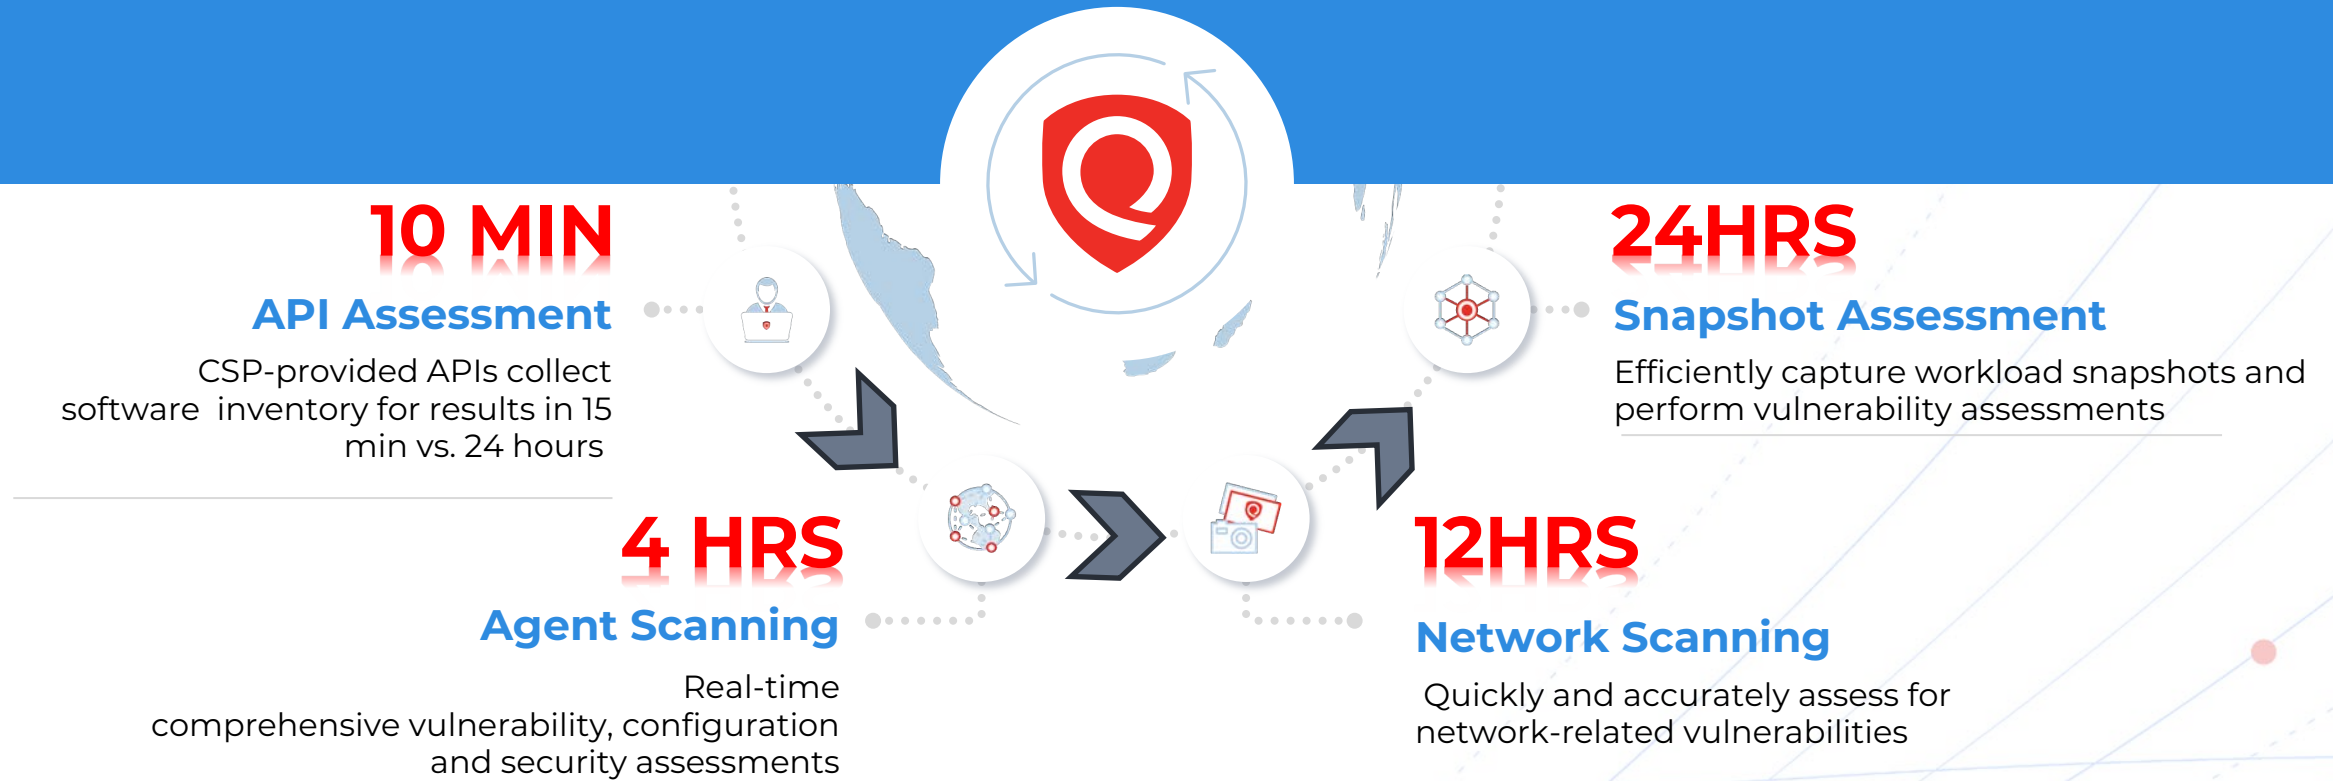 10 MIN
API Assessment
CSP-provided APIs collect
software inventory for results in 15
min vs. 24 hours
4 HRS
Agent Scanning
Real-time
comprehensive vulnerability, configuration
and security assessments
24HRS
Snapshot Assessment
Efficiently capture workload snapshots and
perform vulnerability assessments
12HRS
Network Scanning
Quickly and accurately assess for
network-related vulnerabilities